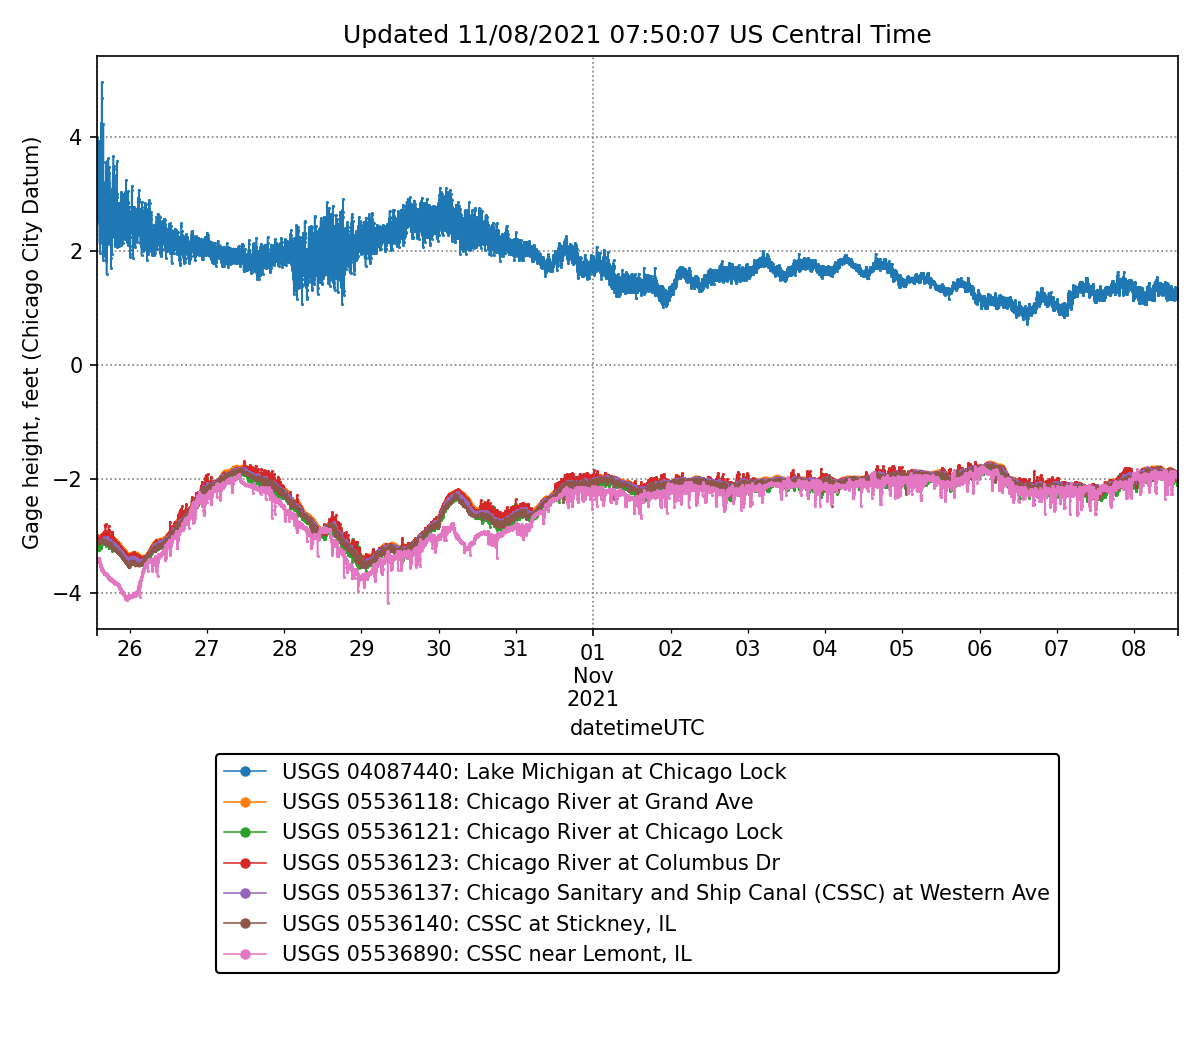 Updated 11/08/2021 07:50:07 US Central Time
Gage height, feet (Chicago City Datum)
4
2
0
−2
−4
26 27 28 29 30 31 01 02 03 04 05 06 07 08
Nov
2021
datetimeUTC
USGS 04087440: Lake Michigan at Chicago Lock
USGS 05536118: Chicago River at Grand Ave
USGS 05536121: Chicago River at Chicago Lock
USGS 05536123: Chicago River at Columbus Dr
USGS 05536137: Chicago Sanitary and Ship Canal (CSSC) at Western Ave
USGS 05536140: CSSC at Stickney, IL
USGS 05536890: CSSC near Lemont, IL